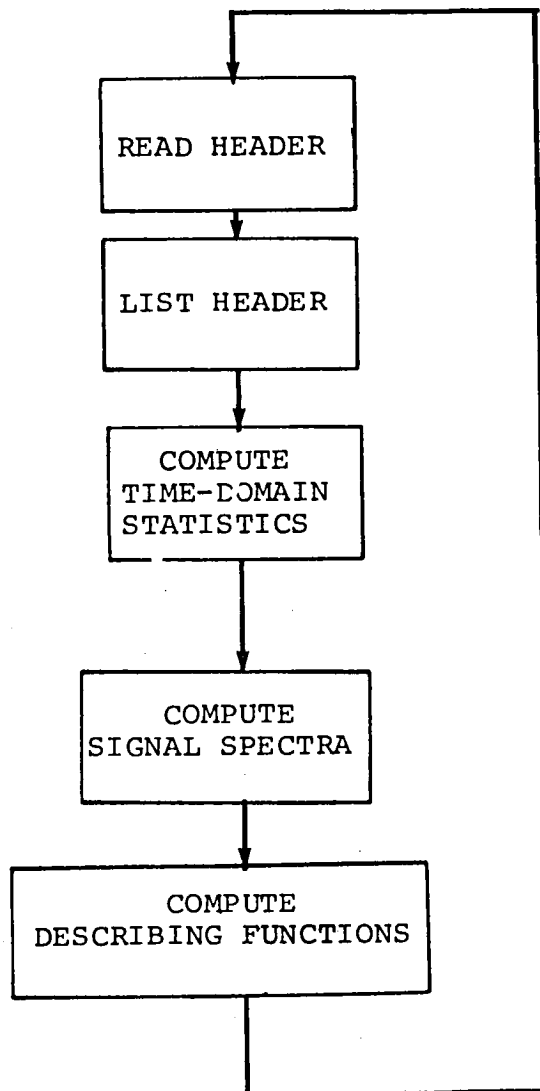 READ HEADER
LIST HEADER
COMPUTE
TIME-DOMAIN
STATISTICS
COMPUTE
SIGNAL SPECTRA
COMPUTE
DESCRIBING FUNCTIONS